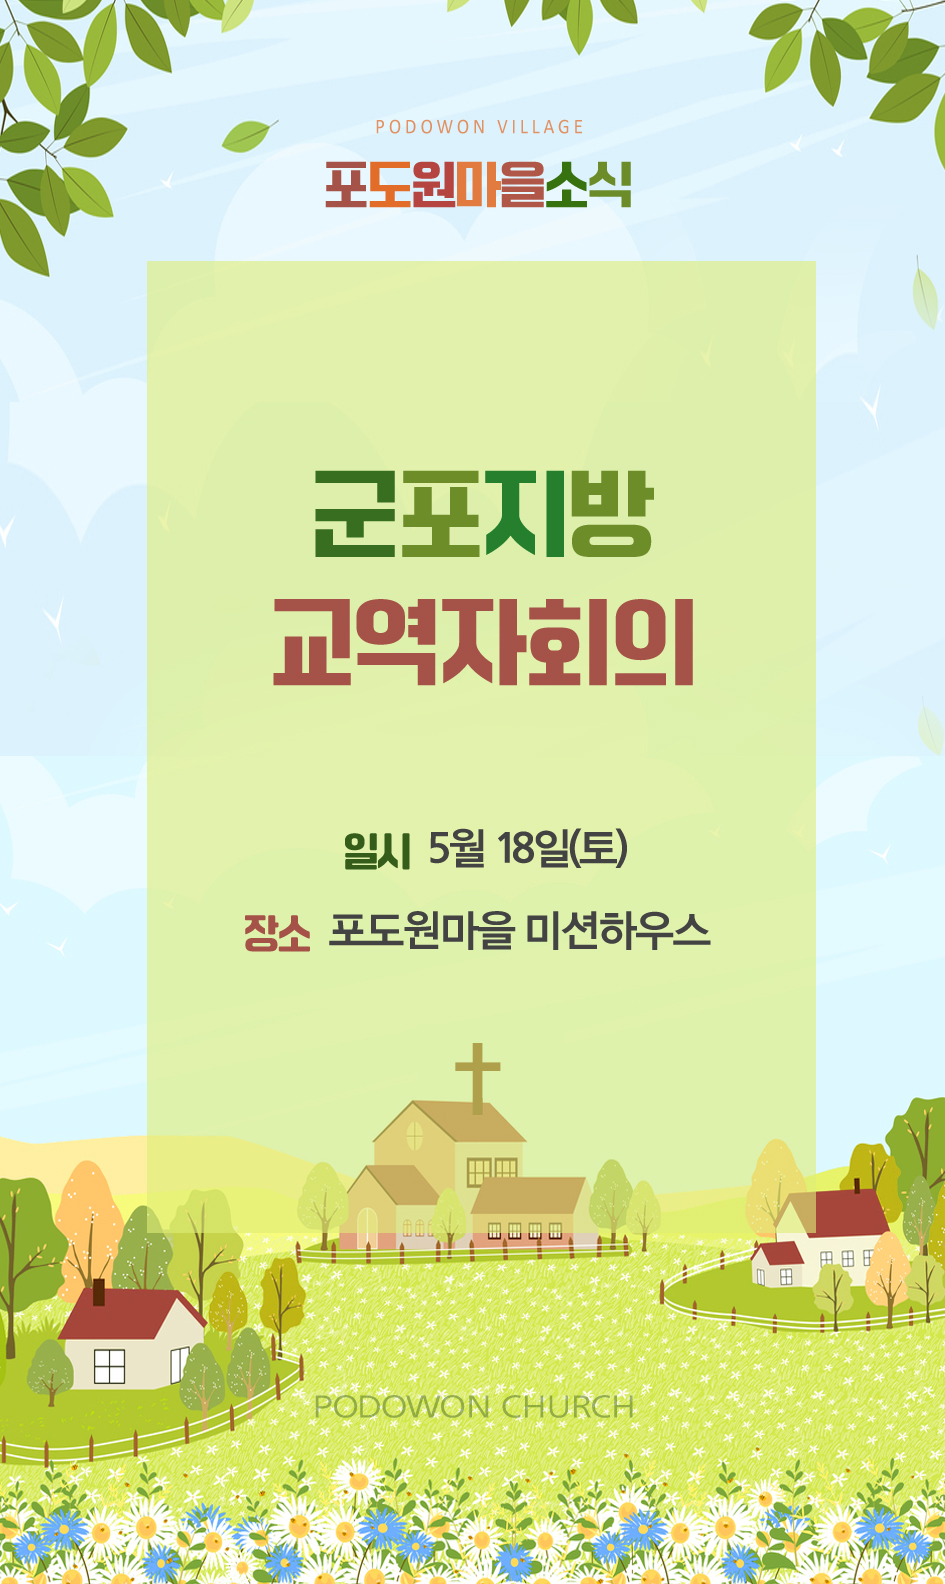 PODOWON VILLAGE
포도원마을소식
군포지방
교역자회의
일시 5월 18일(토)
장소 포도원마을 미션하우스
PODOWON CHURCH